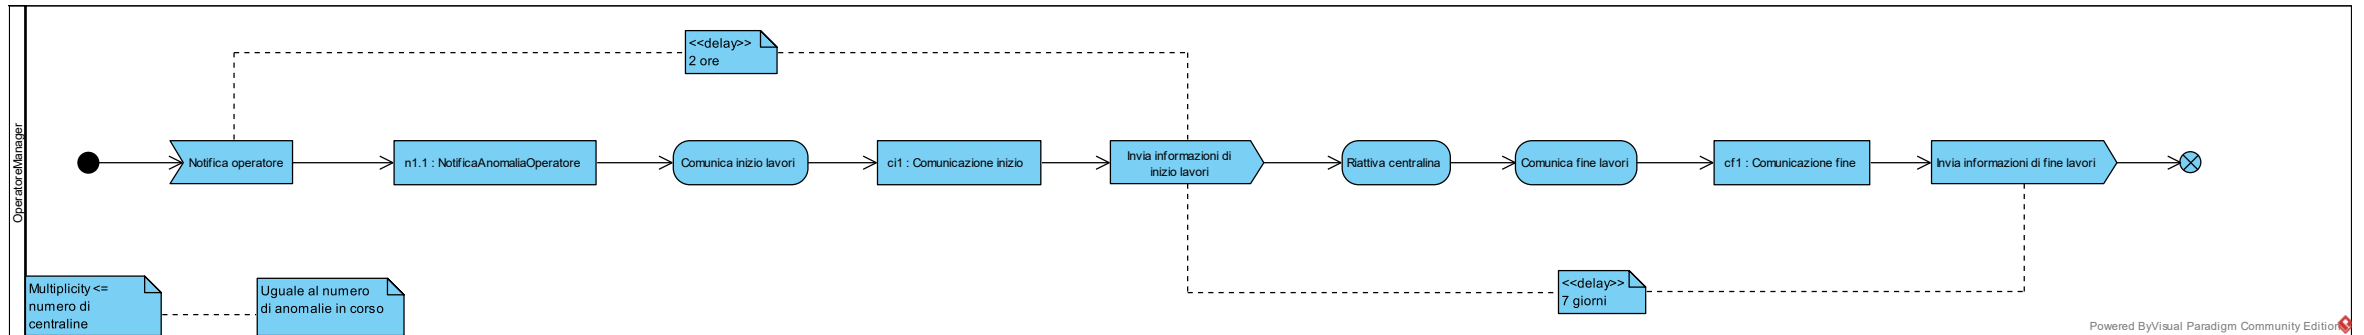 <<delay>>
2 ore
OperatoreManager
Notifica operatore
n1.1 : NotificaAnomaliaOperatore
Comunica inizio lavori
ci1 : Comunicazione inizio
Invia informazioni di
inizio lavori
Riattiva centralina
Comunica fine lavori
cf1 : Comunicazione fine
Invia informazioni di fine lavori
<<delay>>
7 giorni
Multiplicity <=
numero di
centraline
Uguale al numero
di anomalie in corso
Powered ByVisual Paradigm Community Edition